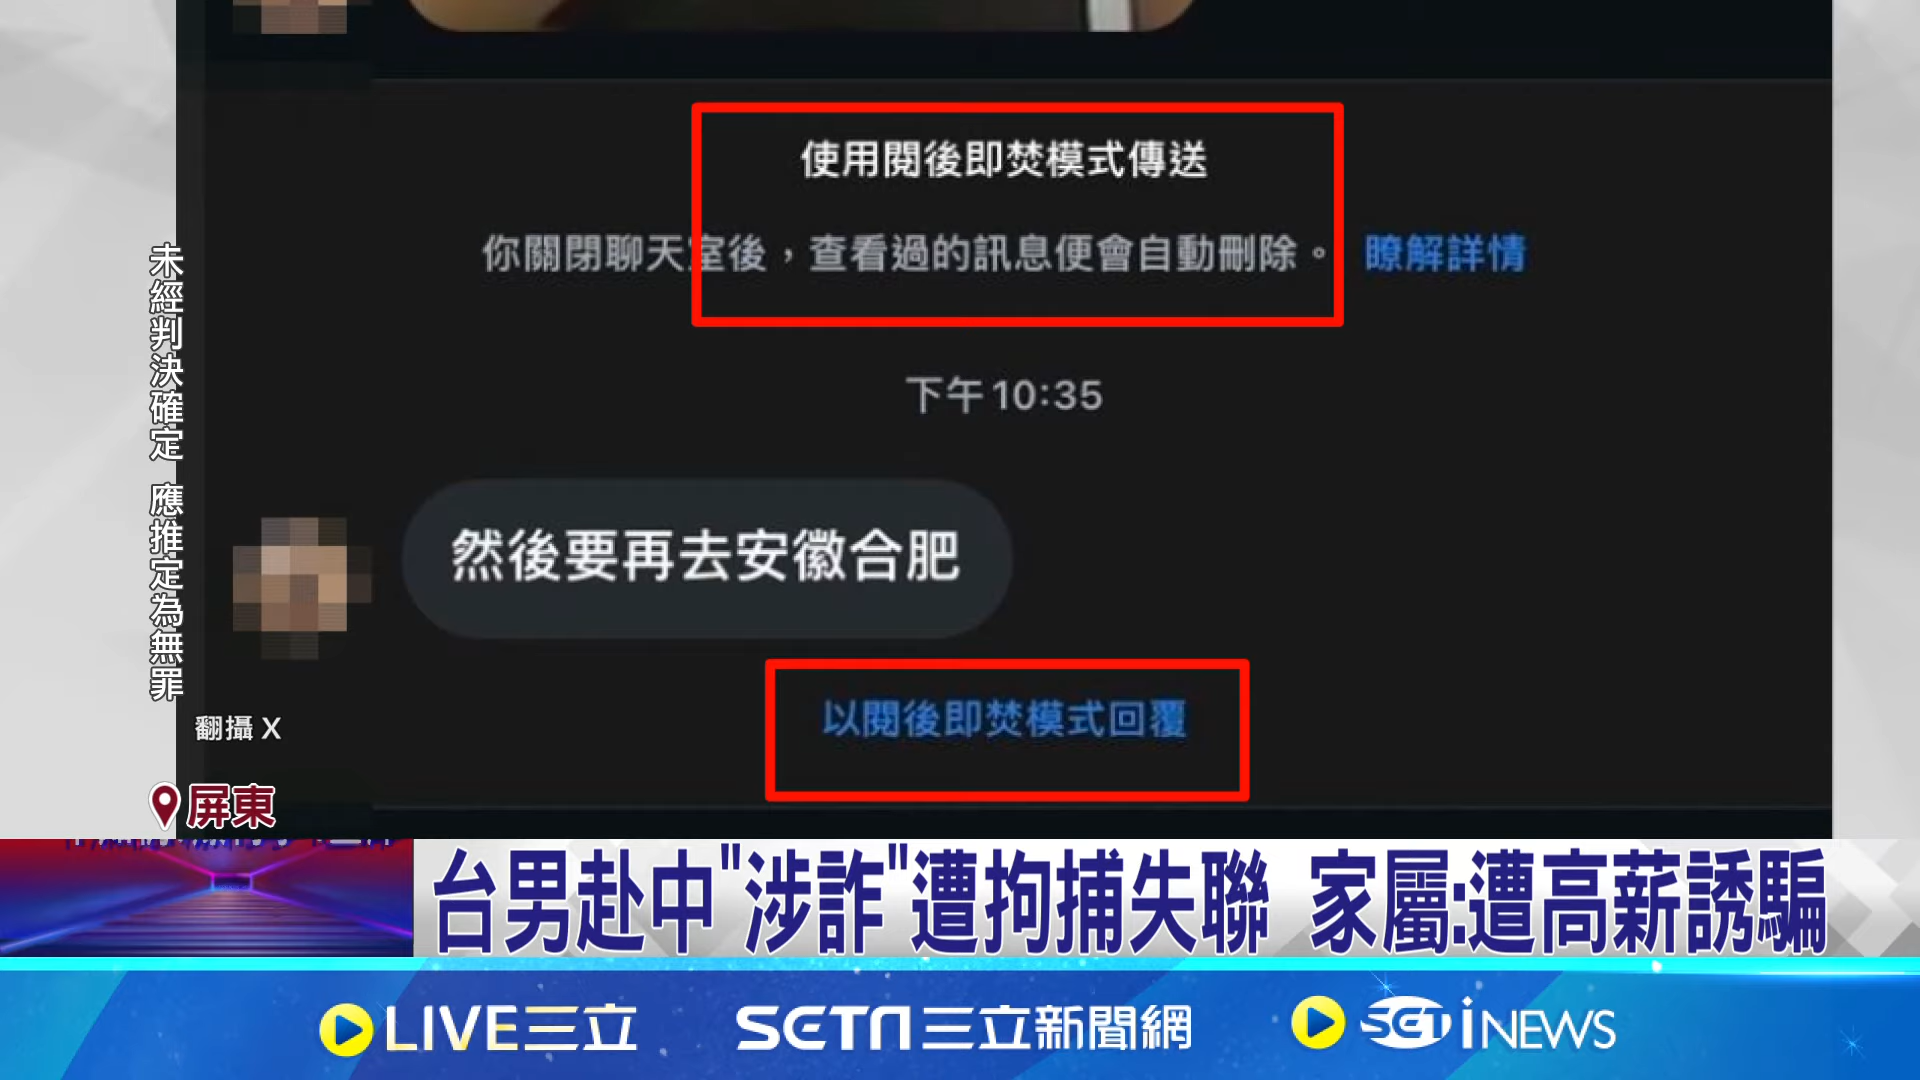 使用閱後即焚模式傳送
你關閉聊天室後，查看過的訊息便會自動刪除。 瞭解詳情
下午10:35
然後要再去安徽合肥
以閱後即焚模式回覆
未經判決確定 應推定為無罪
翻攝 X
屏東
台男赴中"涉詐"遭拘捕失聯 家屬:遭高薪誘騙
LIVE三立
SETN三立新聞網
SETiNEWS